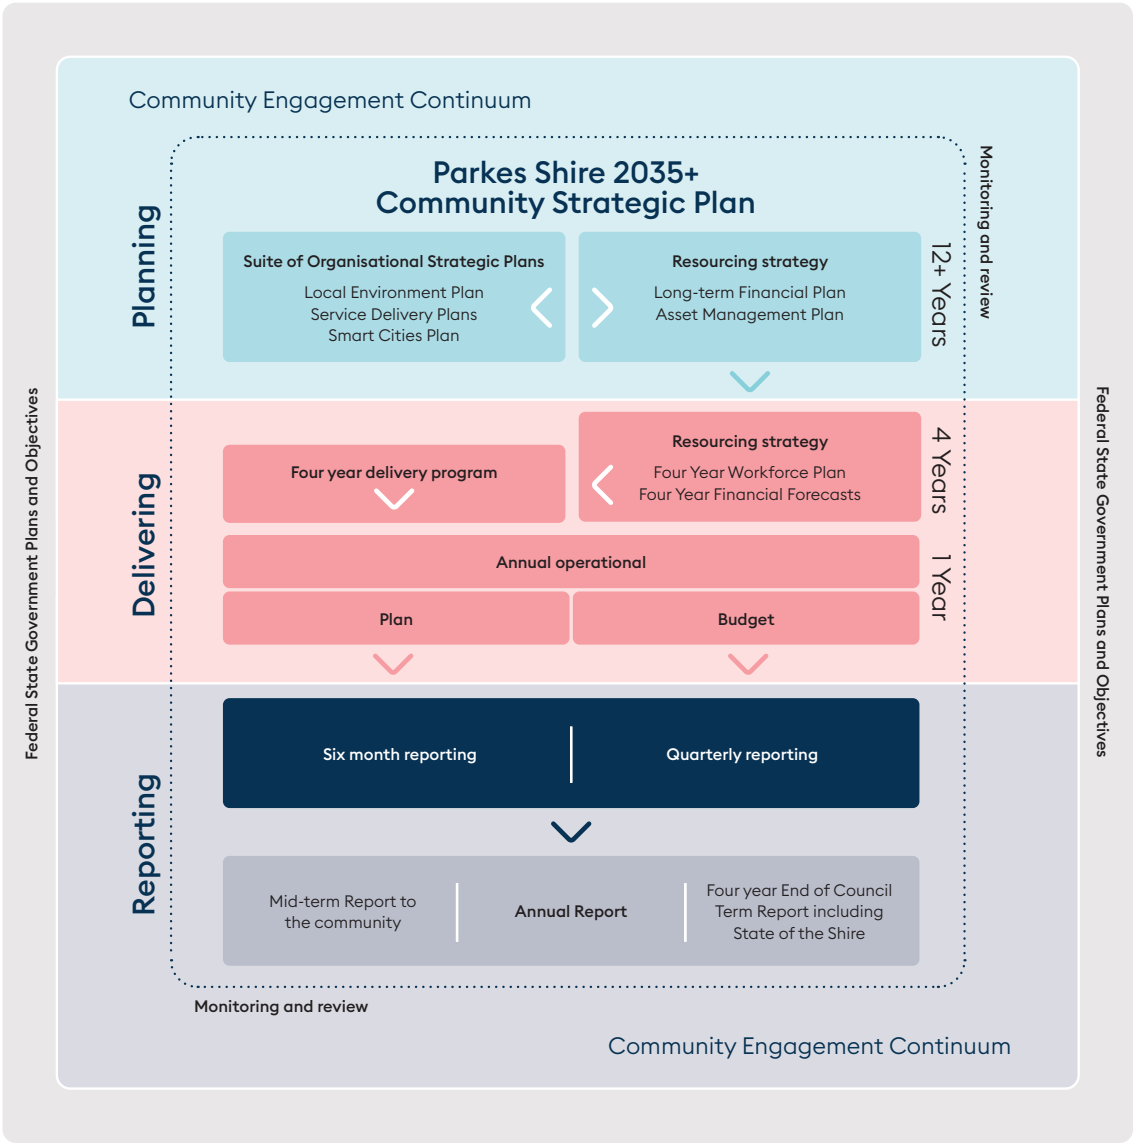 Community Engagement Continuum
Parkes Shire 2035+
Community Strategic Plan
Planning
Suite of Organisational Strategic Plans
Local Environment Plan
Service Delivery Plans
Smart Cities Plan
Resourcing strategy
Long-term Financial Plan
Asset Management Plan
12+ Years
Monitoring and review
Federal State Government Plans and Objectives
Delivering
Four year delivery program
Resourcing strategy
Four Year Workforce Plan
Four Year Financial Forecasts
4 Years
Annual operational
1 Year
Plan
Budget
Federal State Government Plans and Objectives
Reporting
Six month reporting
Quarterly reporting
Mid-term Report to
the community
Annual Report
Four year End of Council
Term Report including
State of the Shire
Monitoring and review
Community Engagement Continuum